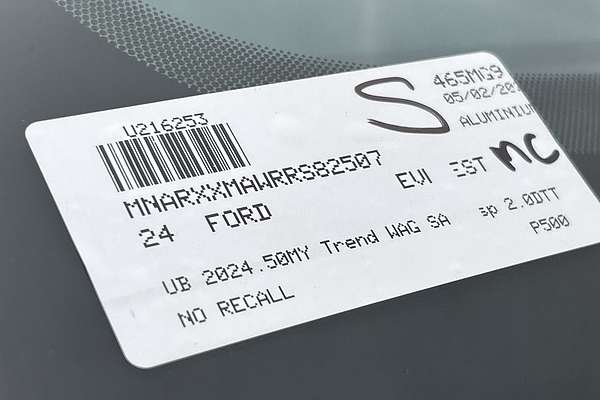 U216253
S
465MG9
05/02/20
ALUMINIU
MNARXXMAWRRS82507
EVI EST
mc
24 FORD
UB 2024.50MY Trend WAG SA sp 2.0DTT
P500
NO RECALL